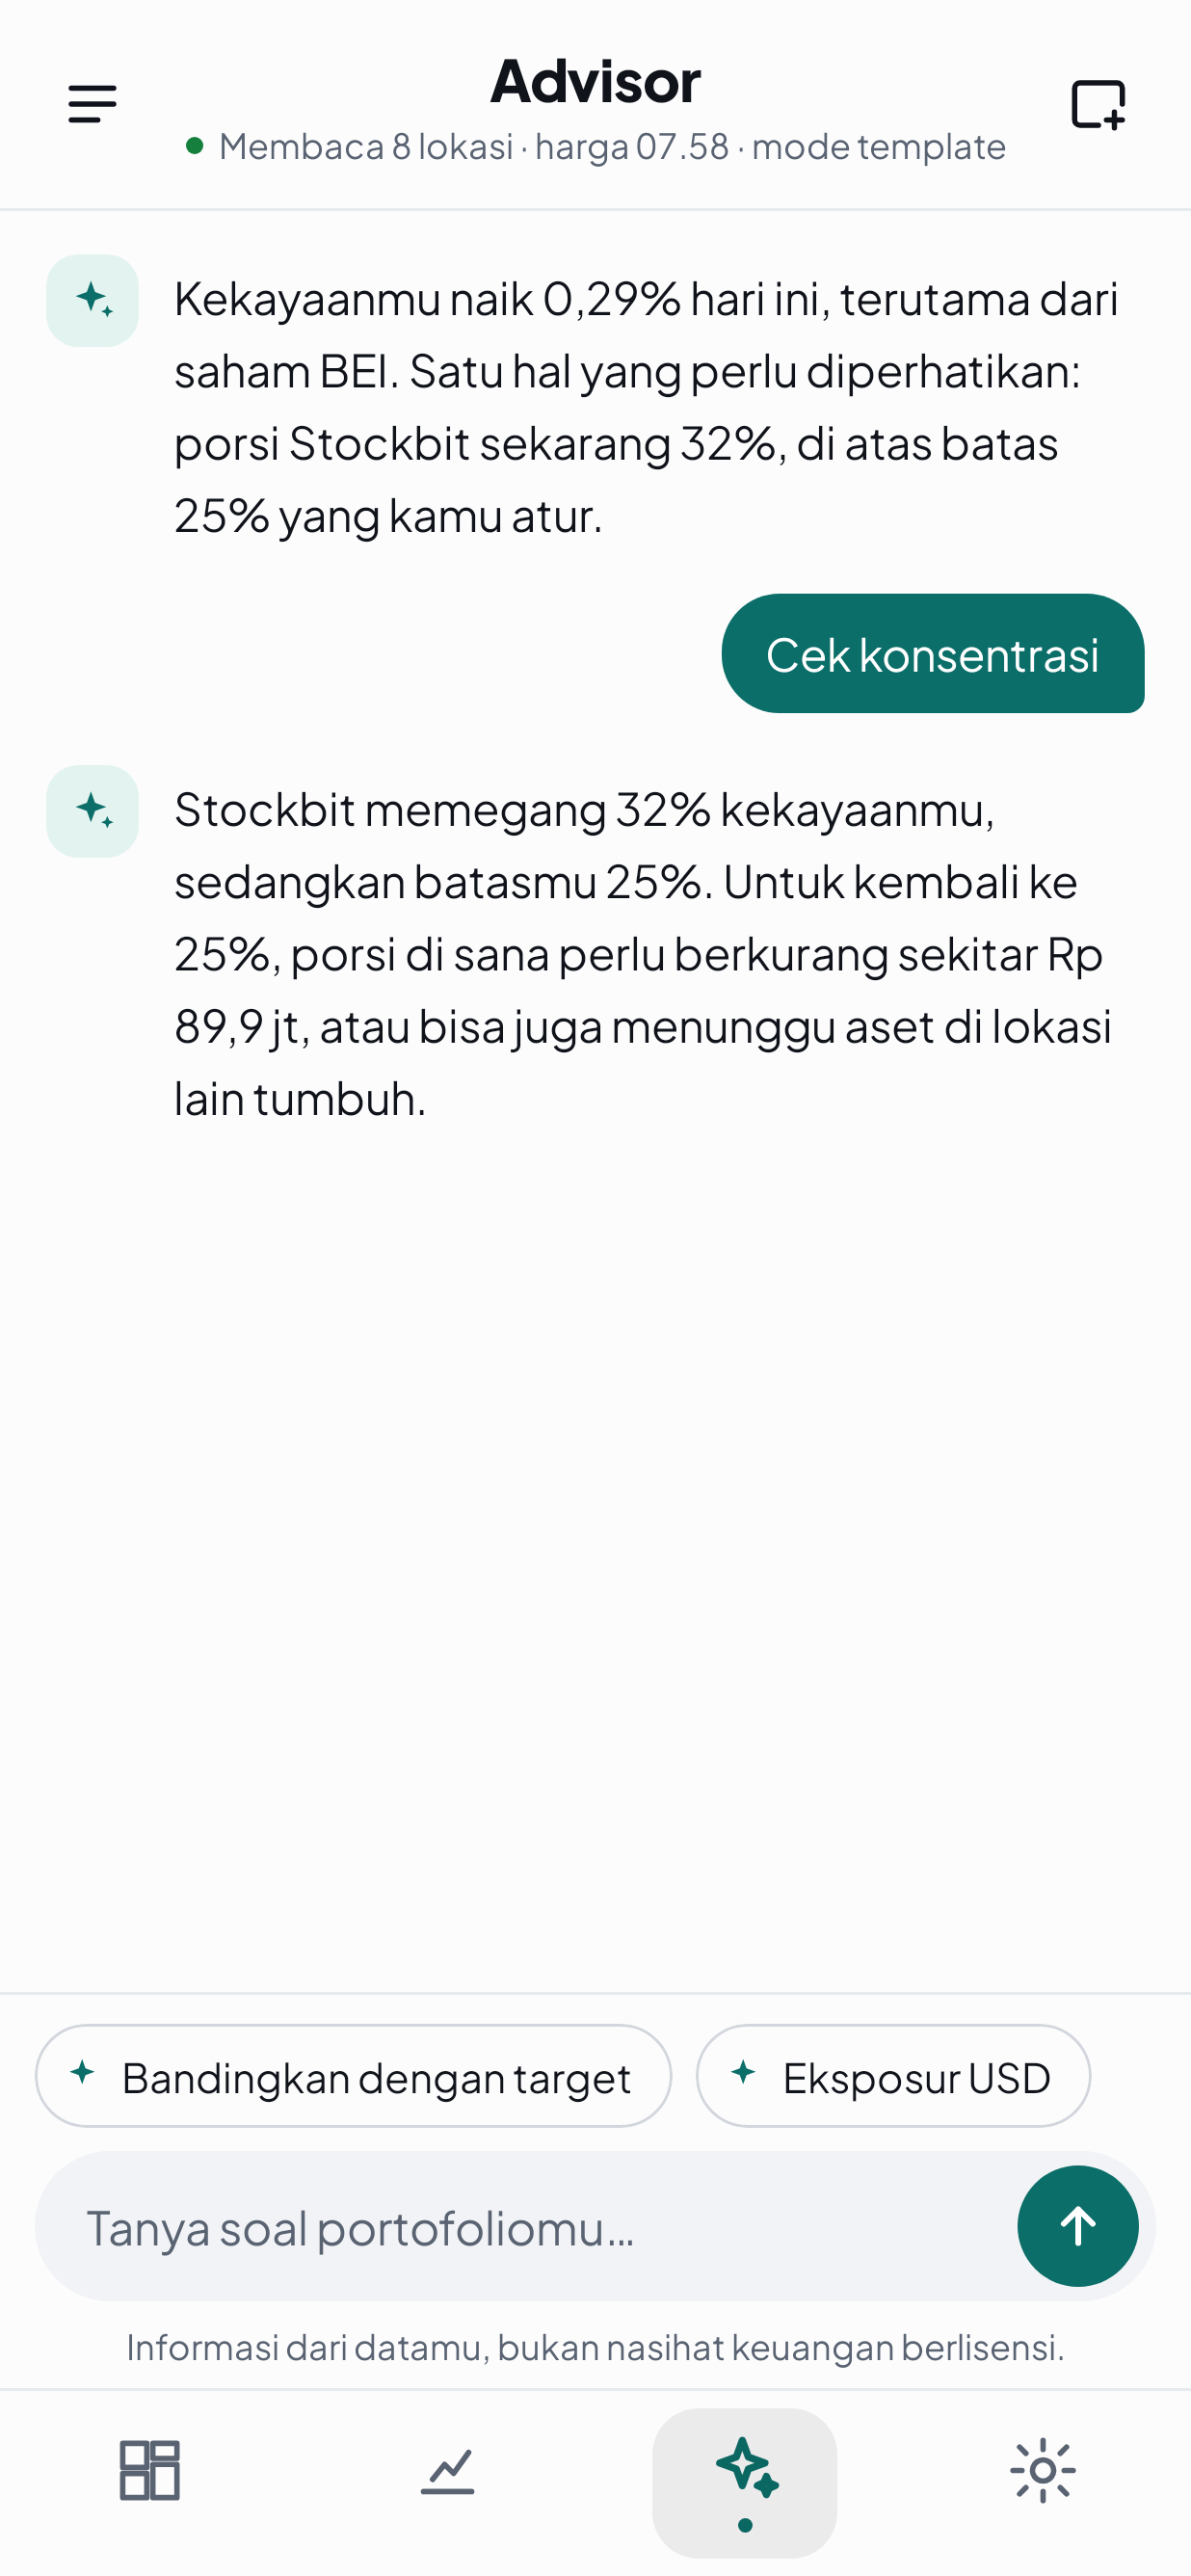 Advisor
Membaca 8 lokasi · harga 07.58 · mode template
Kekayaanmu naik 0,29% hari ini, terutama dari
saham BEI. Satu hal yang perlu diperhatikan:
porsi Stockbit sekarang 32%, di atas batas
25% yang kamu atur.
Cek konsentrasi
Stockbit memegang 32% kekayaanmu,
sedangkan batasmu 25%. Untuk kembali ke
25%, porsi di sana perlu berkurang sekitar Rp
89,9 jt, atau bisa juga menunggu aset di lokasi
lain tumbuh.
Bandingkan dengan target
Eksposur USD
Tanya soal portofoliomu...
Informasi dari datamu, bukan nasihat keuangan berlisensi.